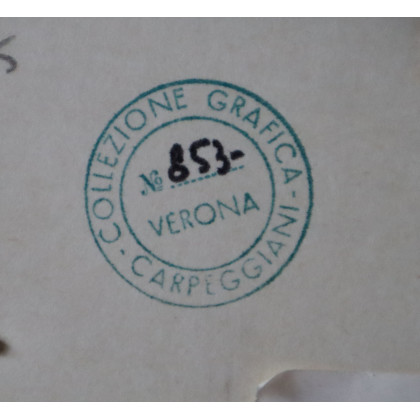 COLLEZIONE GRAFICA - CARPEGGIANI -
№ 853-
VERONA